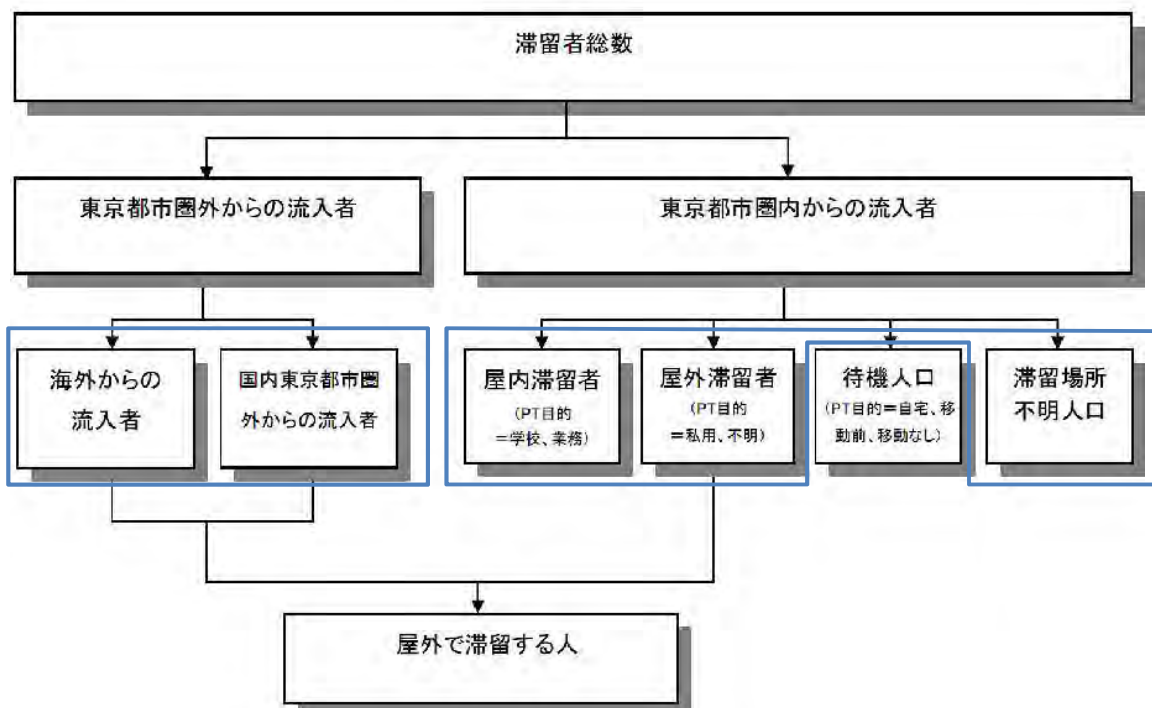 滞留者総数
東京都市圏外からの流入者
東京都市圏内からの流入者
海外からの
流入者
国内東京都市圏
外からの流入者
屋内滞留者
(PT目的
＝学校、業務)
屋外滞留者
(PT目的
＝私用、不明)
待機人口
(PT目的＝自宅、移
動前、移動なし)
滞留場所
不明人口
屋外で滞留する人